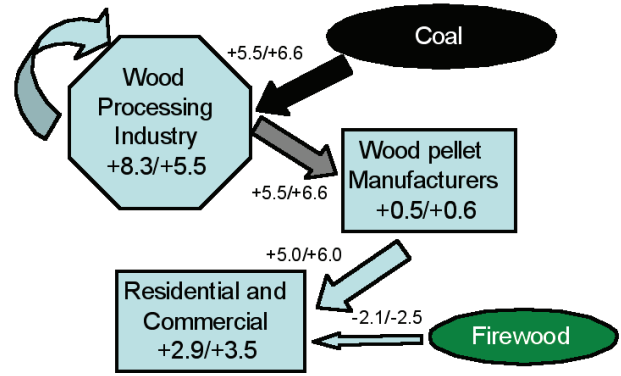 Coal
+5.5/+6.6
Wood
Processing
Industry
+8.3/+5.5
Wood pellet
Manufacturers
+0.5/+0.6
+5.5/+6.6
+5.0/+6.0
Residential and
Commercial
+2.9/+3.5
-2.1/-2.5
Firewood